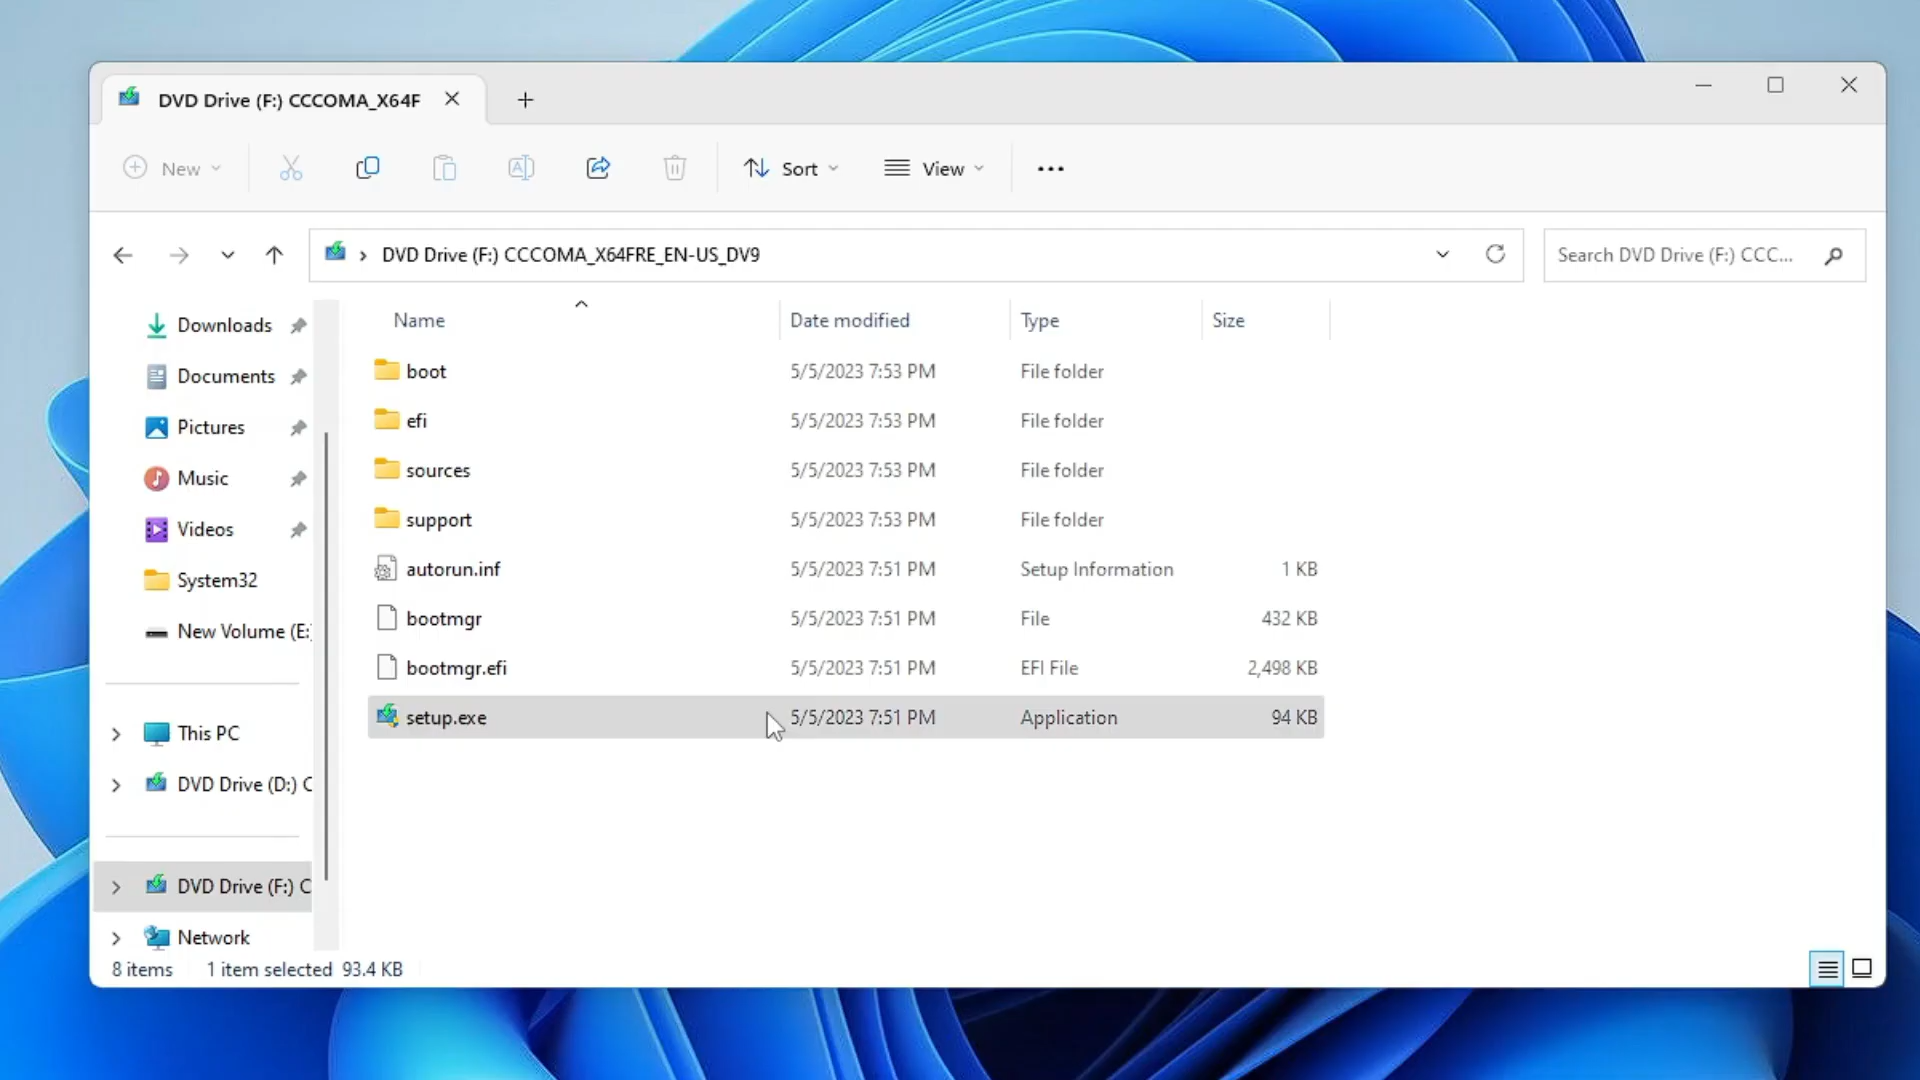 DVD Drive (F:) CCCOMA_X64F
New
Sort
View
DVD Drive (F:) CCCOMA_X64FRE_EN-US_DV9
Search DVD Drive (F:) CCC...
Downloads
Documents
Pictures
Music
Videos
System32
New Volume (E:
This PC
DVD Drive (D:) C
DVD Drive (F:) C
Network
Name Date modified Type Size
boot 5/5/2023 7:53 PM File folder
efi 5/5/2023 7:53 PM File folder
sources 5/5/2023 7:53 PM File folder
support 5/5/2023 7:53 PM File folder
autorun.inf 5/5/2023 7:51 PM Setup Information 1 KB
bootmgr 5/5/2023 7:51 PM File 432 KB
bootmgr.efi 5/5/2023 7:51 PM EFI File 2,498 KB
setup.exe 5/5/2023 7:51 PM Application 94 KB
8 items 1 item selected 93.4 KB